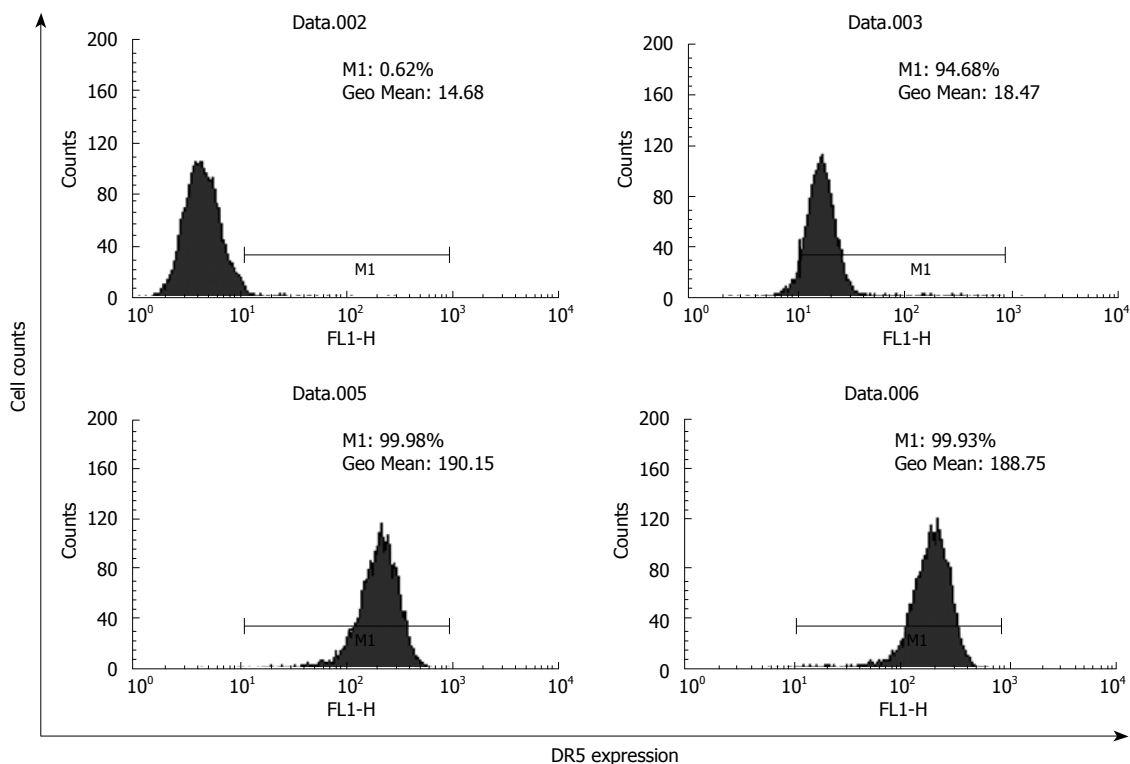 Data.002
M1: 0.62%
Geo Mean: 14.68
200
160
120
80
40
0
Counts
M1
10^0 10^1 10^2 10^3 10^4
FL1-H
Data.003
M1: 94.68%
Geo Mean: 18.47
200
160
120
80
40
0
Counts
M1
10^0 10^1 10^2 10^3 10^4
FL1-H
Data.005
M1: 99.98%
Geo Mean: 190.15
200
160
120
80
40
0
Counts
M1
10^0 10^1 10^2 10^3 10^4
FL1-H
Data.006
M1: 99.93%
Geo Mean: 188.75
200
160
120
80
40
0
Counts
M1
10^0 10^1 10^2 10^3 10^4
FL1-H
Cell counts
DR5 expression